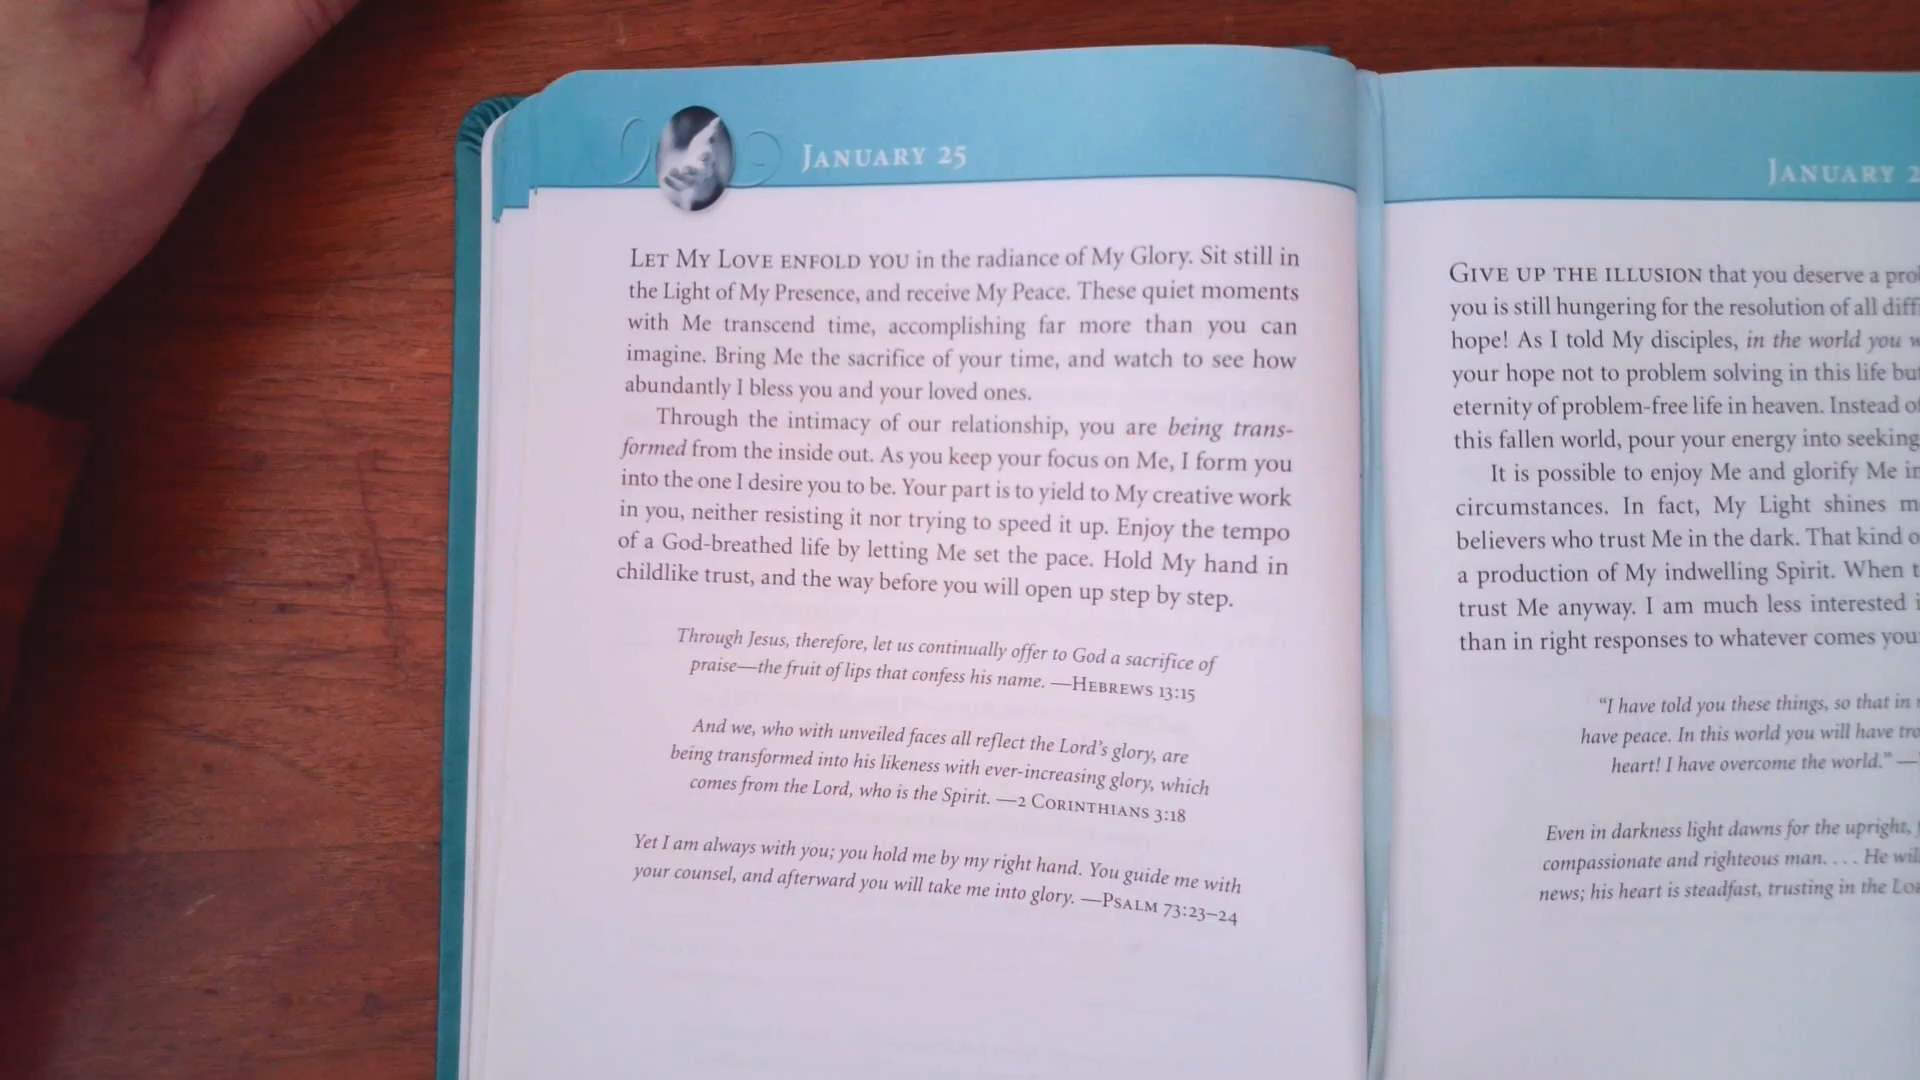 JANUARY 25
LET MY LOVE ENFOLD YOU in the radiance of My Glory. Sit still in
the Light of My Presence, and receive My Peace. These quiet moments
with Me transcend time, accomplishing far more than you can
imagine. Bring Me the sacrifice of your time, and watch to see how
abundantly I bless you and your loved ones.
Through the intimacy of our relationship, you are being trans-
formed from the inside out. As you keep your focus on Me, I form you
into the one I desire you to be. Your part is to yield to My creative work
in you, neither resisting it nor trying to speed it up. Enjoy the tempo
of a God-breathed life by letting Me set the pace. Hold My hand in
childlike trust, and the way before you will open up step by step.
Through Jesus, therefore, let us continually offer to God a sacrifice of
praise—the fruit of lips that confess his name. —HEBREWS 13:15
And we, who with unveiled faces all reflect the Lord's glory, are
being transformed into his likeness with ever-increasing glory, which
comes from the Lord, who is the Spirit. —2 CORINTHIANS 3:18
Yet I am always with you; you hold me by my right hand. You guide me with
your counsel, and afterward you will take me into glory. —PSALM 73:23–24
JANUARY
GIVE UP THE ILLUSION that you deserve a
you is still hungering for the resolution of all
hope! As I told My disciples, in the world you
your hope not to problem solving in this life
eternity of problem-free life in heaven. Instead
this fallen world, pour your energy into seeking
It is possible to enjoy Me and glorify Me
circumstances. In fact, My Light shines
believers who trust Me in the dark. That kind
a production of My indwelling Spirit. When
trust Me anyway. I am much less interested
than in right responses to whatever comes
"I have told you these things, so that in
have peace. In this world you will have
heart! I have overcome the world." —
Even in darkness light dawns for the upright,
compassionate and righteous man. . . . He
news; his heart is steadfast, trusting in the